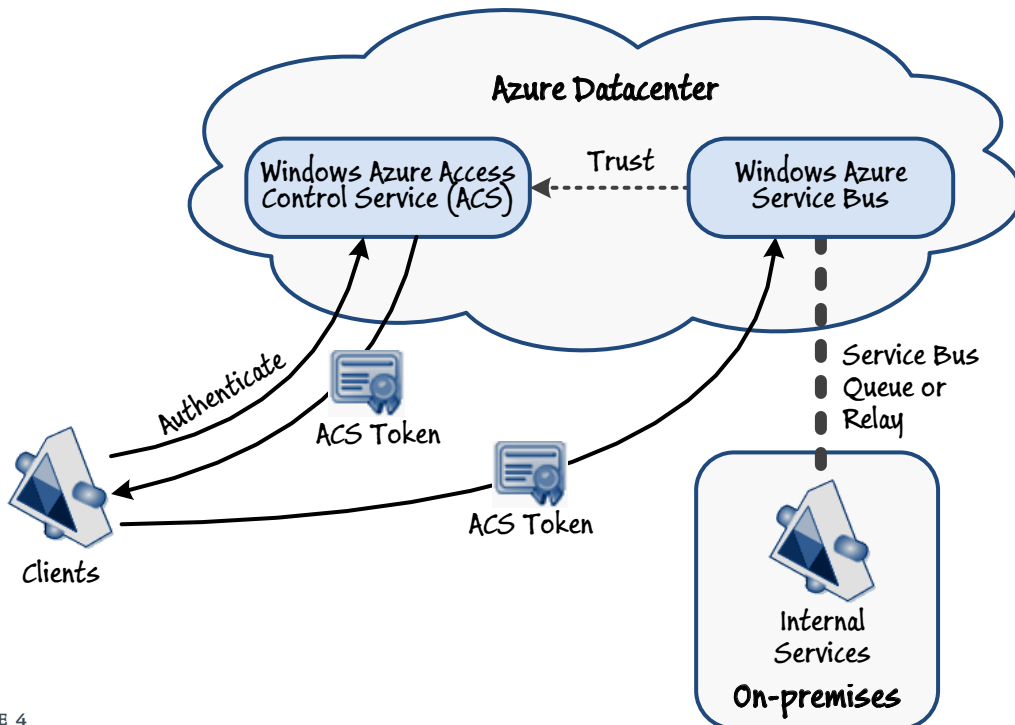 Azure Datacenter
Windows Azure Access
Control Service (ACS)
Trust
Windows Azure
Service Bus
Authenticate
ACS Token
Service Bus
Queue or
Relay
ACS Token
Clients
Internal
Services
On-premises
E 4